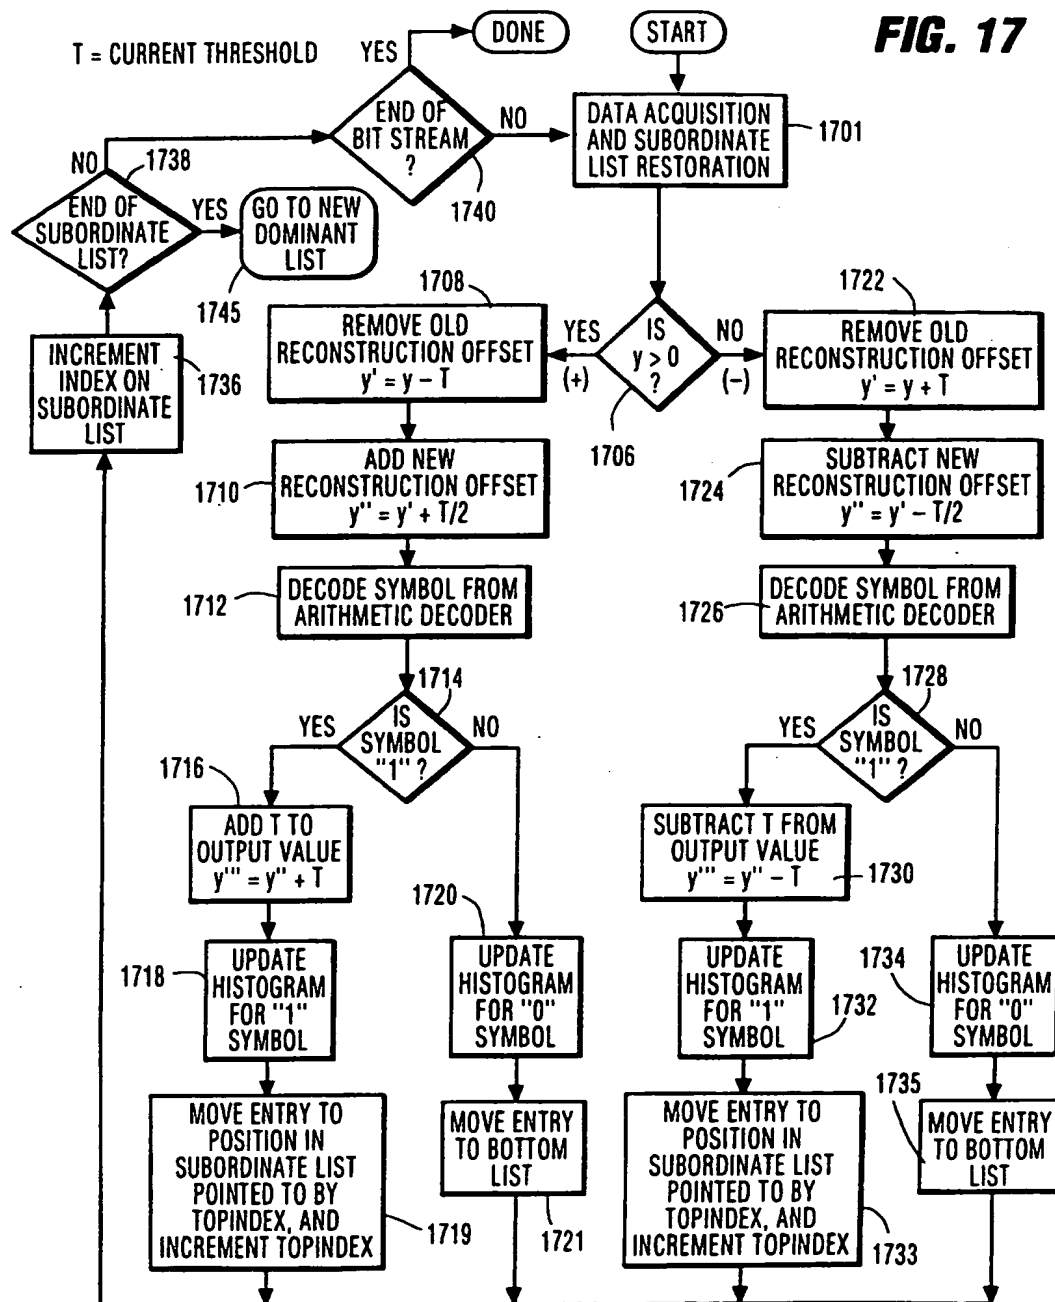 FIG. 17
T = CURRENT THRESHOLD
YES
DONE
START
END OF
BIT STREAM
?
NO
1740
DATA ACQUISITION
AND SUBORDINATE
LIST RESTORATION
1701
NO
1738
END OF
SUBORDINATE
LIST?
YES
GO TO NEW
DOMINANT
LIST
1745
INCREMENT
INDEX ON
SUBORDINATE
LIST
1736
1708
REMOVE OLD
RECONSTRUCTION OFFSET
y' = y – T
YES
(+)
IS
y > 0
?
NO
(–)
1706
1722
REMOVE OLD
RECONSTRUCTION OFFSET
y' = y + T
1710
ADD NEW
RECONSTRUCTION OFFSET
y'' = y' + T/2
1724
SUBTRACT NEW
RECONSTRUCTION OFFSET
y'' = y' – T/2
1712
DECODE SYMBOL FROM
ARITHMETIC DECODER
1726
DECODE SYMBOL FROM
ARITHMETIC DECODER
1714
YES
IS
SYMBOL
"1" ?
NO
1728
YES
IS
SYMBOL
"1" ?
NO
1716
ADD T TO
OUTPUT VALUE
y''' = y'' + T
SUBTRACT T FROM
OUTPUT VALUE
y''' = y'' – T
1730
1718
UPDATE
HISTOGRAM
FOR "1"
SYMBOL
1720
UPDATE
HISTOGRAM
FOR "0"
SYMBOL
UPDATE
HISTOGRAM
FOR "1"
SYMBOL
1732
1734
UPDATE
HISTOGRAM
FOR "0"
SYMBOL
MOVE ENTRY TO
POSITION IN
SUBORDINATE LIST
POINTED TO BY
TOPINDEX, AND
INCREMENT TOPINDEX
1719
MOVE ENTRY
TO BOTTOM
LIST
1721
MOVE ENTRY TO
POSITION IN
SUBORDINATE LIST
POINTED TO BY
TOPINDEX, AND
INCREMENT TOPINDEX
1733
1735
MOVE ENTRY
TO BOTTOM
LIST